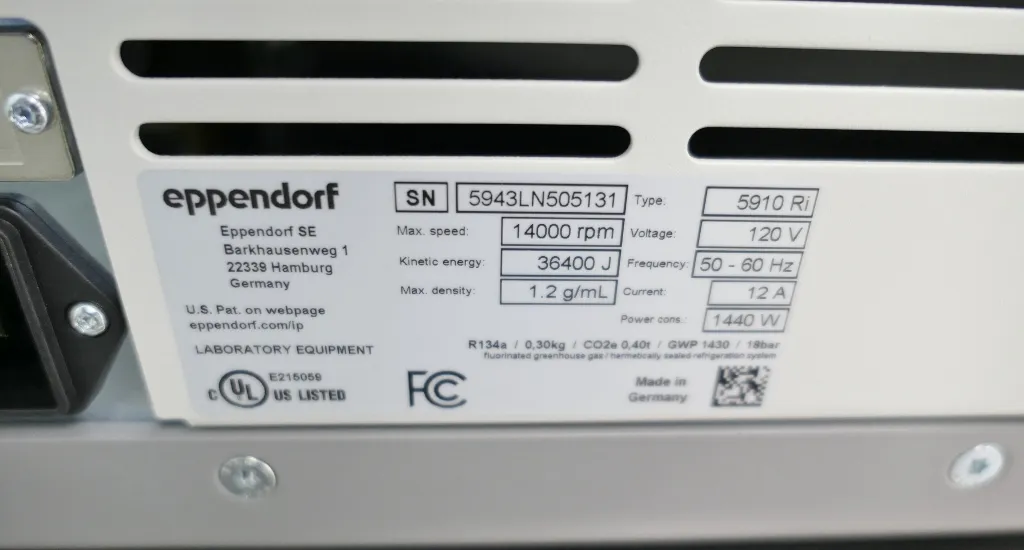 eppendorf
Eppendorf SE
Barkhausenweg 1
22339 Hamburg
Germany
U.S. Pat. on webpage
eppendorf.com/ip
LABORATORY EQUIPMENT
C UL US LISTED
E215059
SN 5943LN505131 Type: 5910 Ri
Max. speed: 14000 rpm Voltage: 120 V
Kinetic energy: 36400 J Frequency: 50 - 60 Hz
Max. density: 1.2 g/mL Current: 12 A
Power cons.: 1440 W
R134a / 0,30kg / CO2e 0,40t / GWP 1430 / 18bar
fluorinated greenhouse gas / hermetically sealed refrigeration system
FC
Made in
Germany